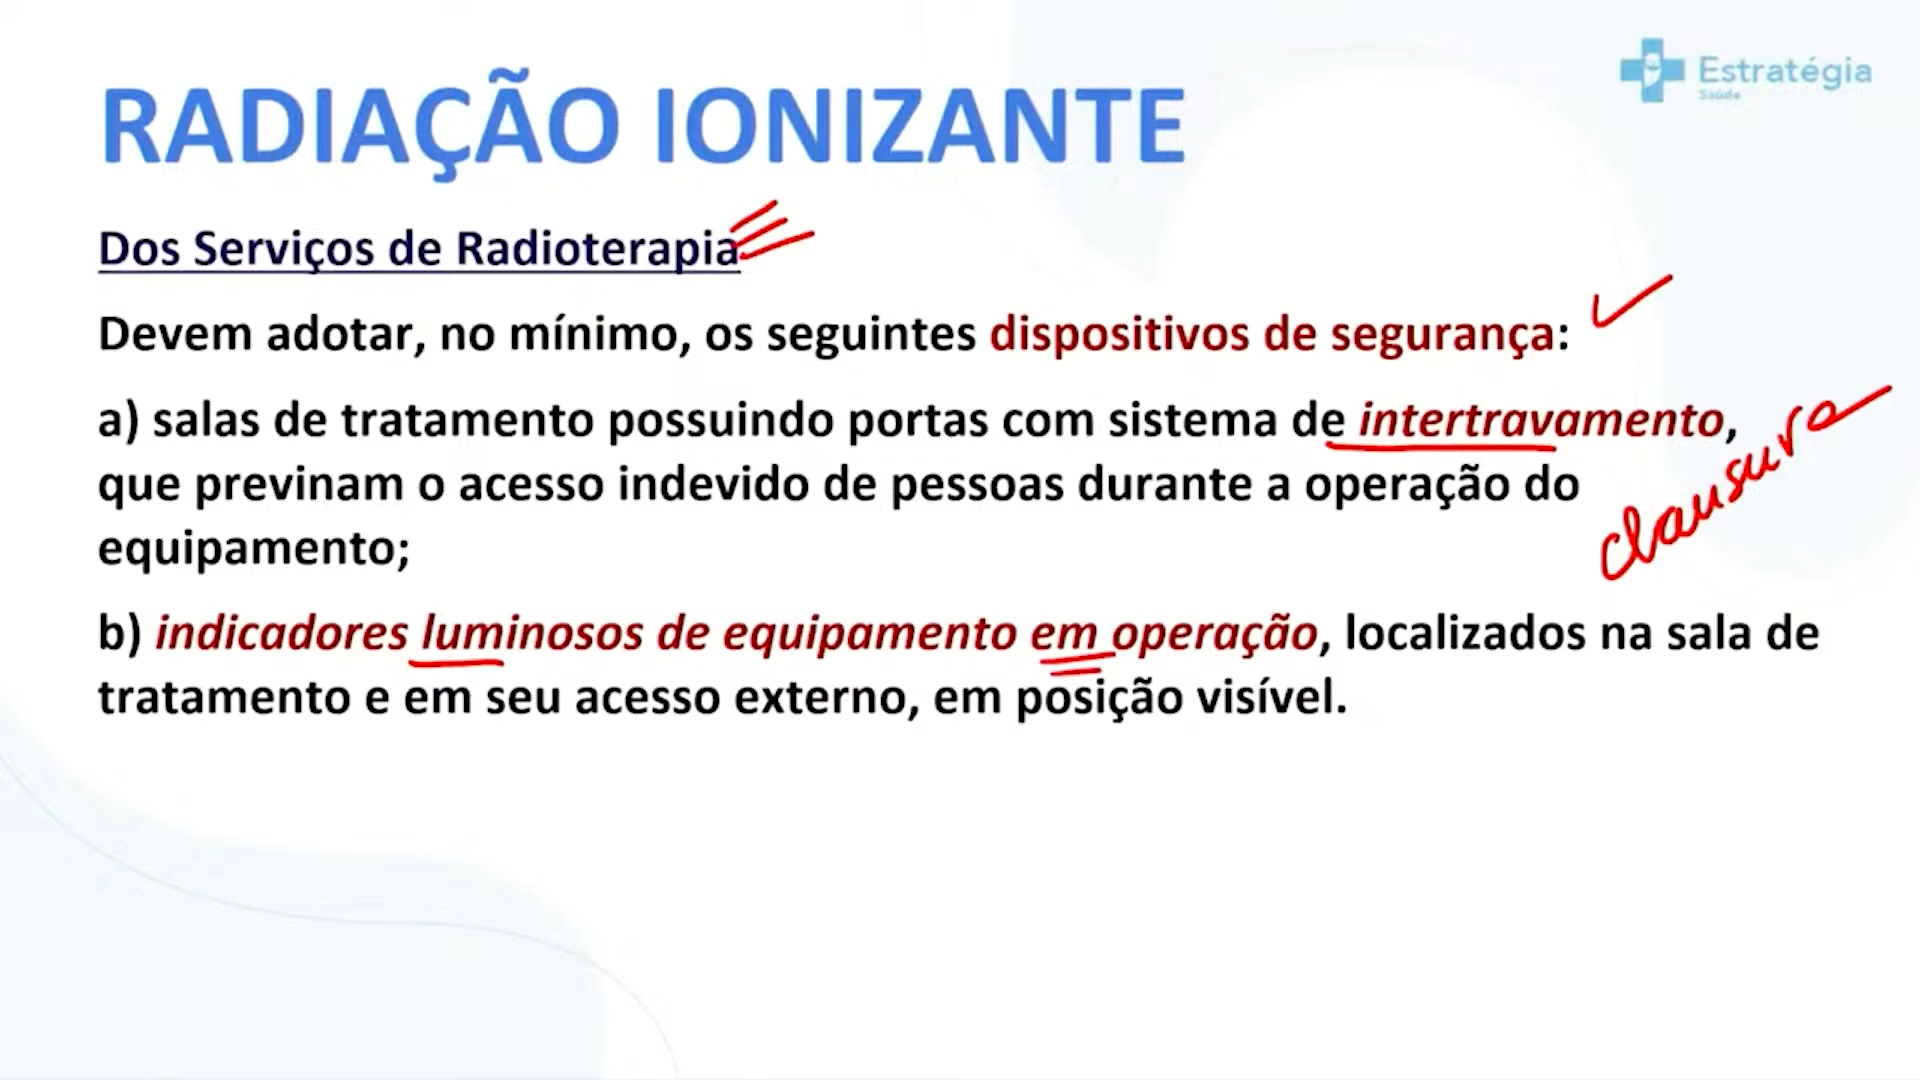 Estratégia
Saúde
RADIAÇÃO IONIZANTE
Dos Serviços de Radioterapia
Devem adotar, no mínimo, os seguintes dispositivos de segurança:
a) salas de tratamento possuindo portas com sistema de intertravamento,
que previnam o acesso indevido de pessoas durante a operação do
equipamento;
clausura
b) indicadores luminosos de equipamento em operação, localizados na sala de
tratamento e em seu acesso externo, em posição visível.